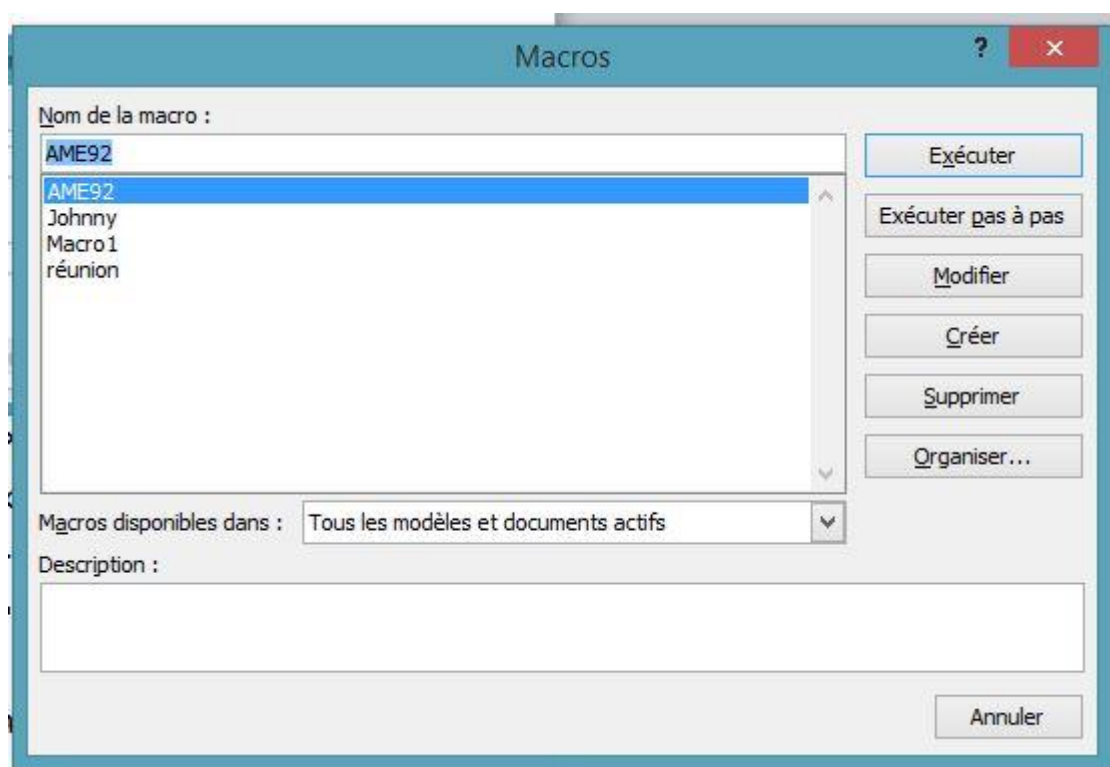 Macros
?
Nom de la macro :
AME92
AME92
Johnny
Macro1
réunion
Exécuter
Exécuter pas à pas
Modifier
Créer
Supprimer
Organiser...
Macros disponibles dans : Tous les modèles et documents actifs
Description :
Annuler